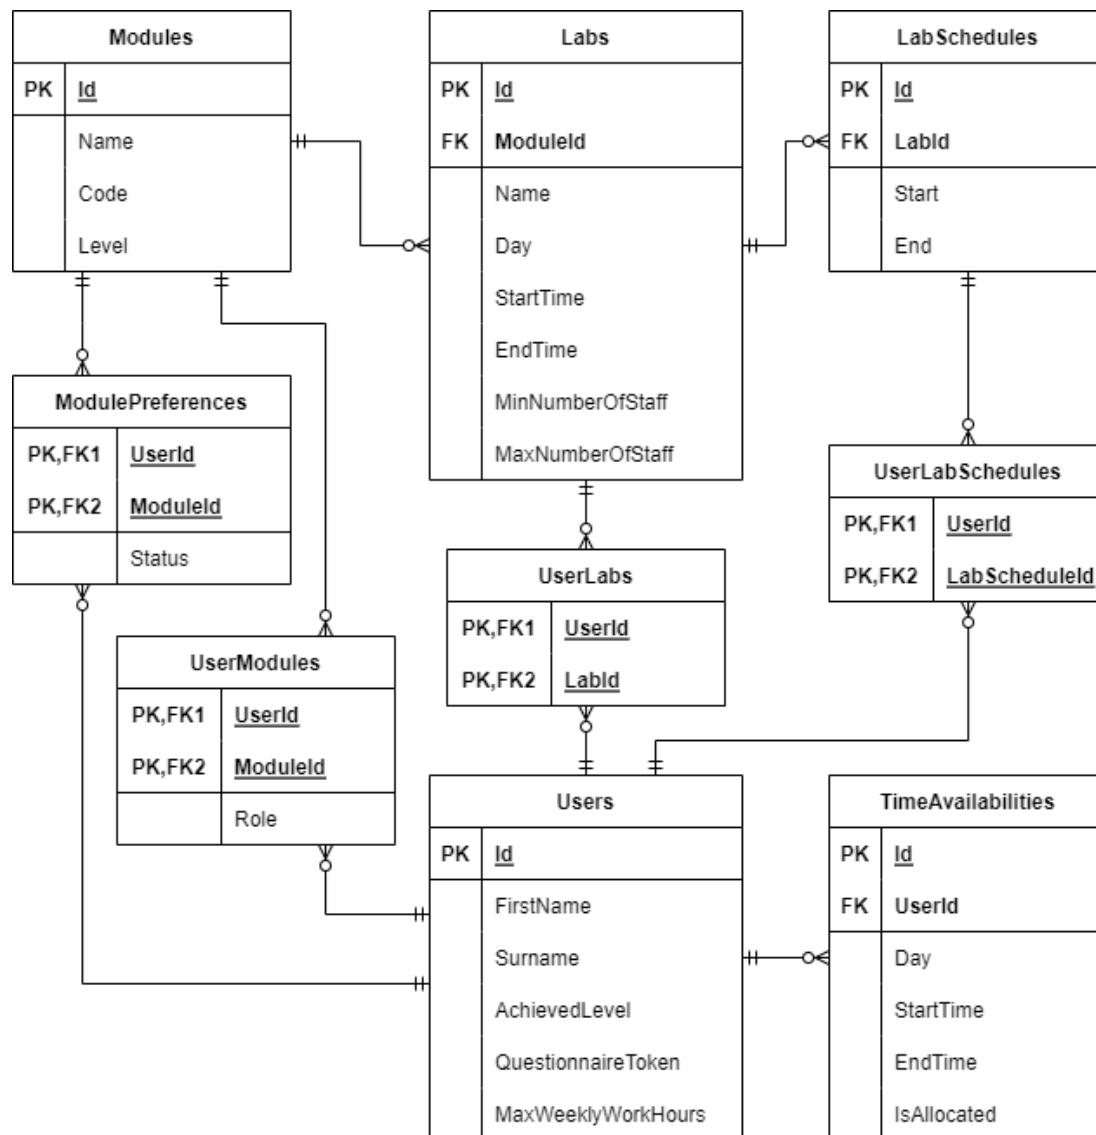 Modules
PK Id
Name
Code
Level
Labs
PK Id
FK ModuleId
Name
Day
StartTime
EndTime
MinNumberOfStaff
MaxNumberOfStaff
LabSchedules
PK Id
FK LabId
Start
End
ModulePreferences
PK,FK1 UserId
PK,FK2 ModuleId
Status
UserLabSchedules
PK,FK1 UserId
PK,FK2 LabScheduleId
UserLabs
PK,FK1 UserId
PK,FK2 LabId
UserModules
PK,FK1 UserId
PK,FK2 ModuleId
Role
Users
PK Id
FirstName
Surname
AchievedLevel
QuestionnaireToken
MaxWeeklyWorkHours
TimeAvailabilities
PK Id
FK UserId
Day
StartTime
EndTime
IsAllocated